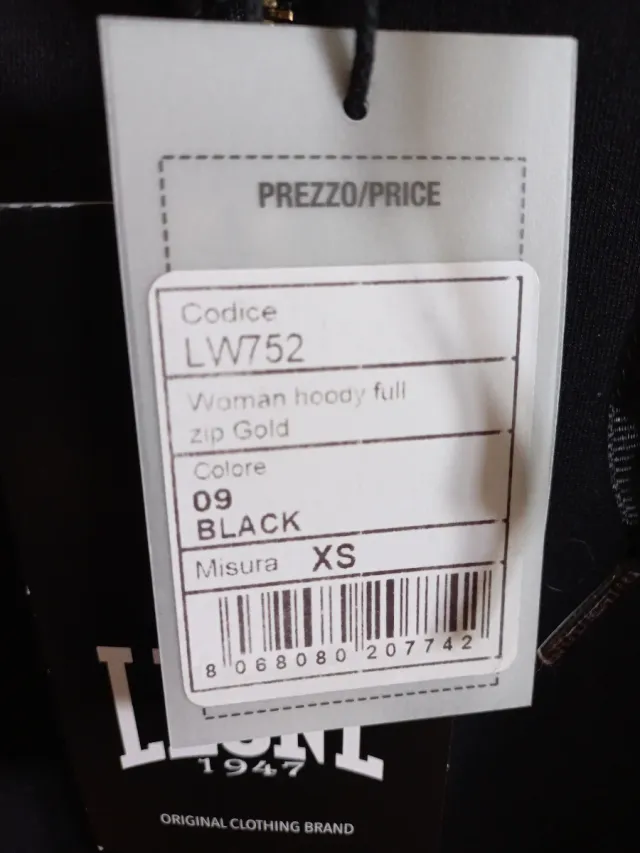 PREZZO/PRICE
Codice
LW752
Woman hoody full
zip Gold
Colore
09
BLACK
Misura XS
8 068080 207742
1947
ORIGINAL CLOTHING BRAND